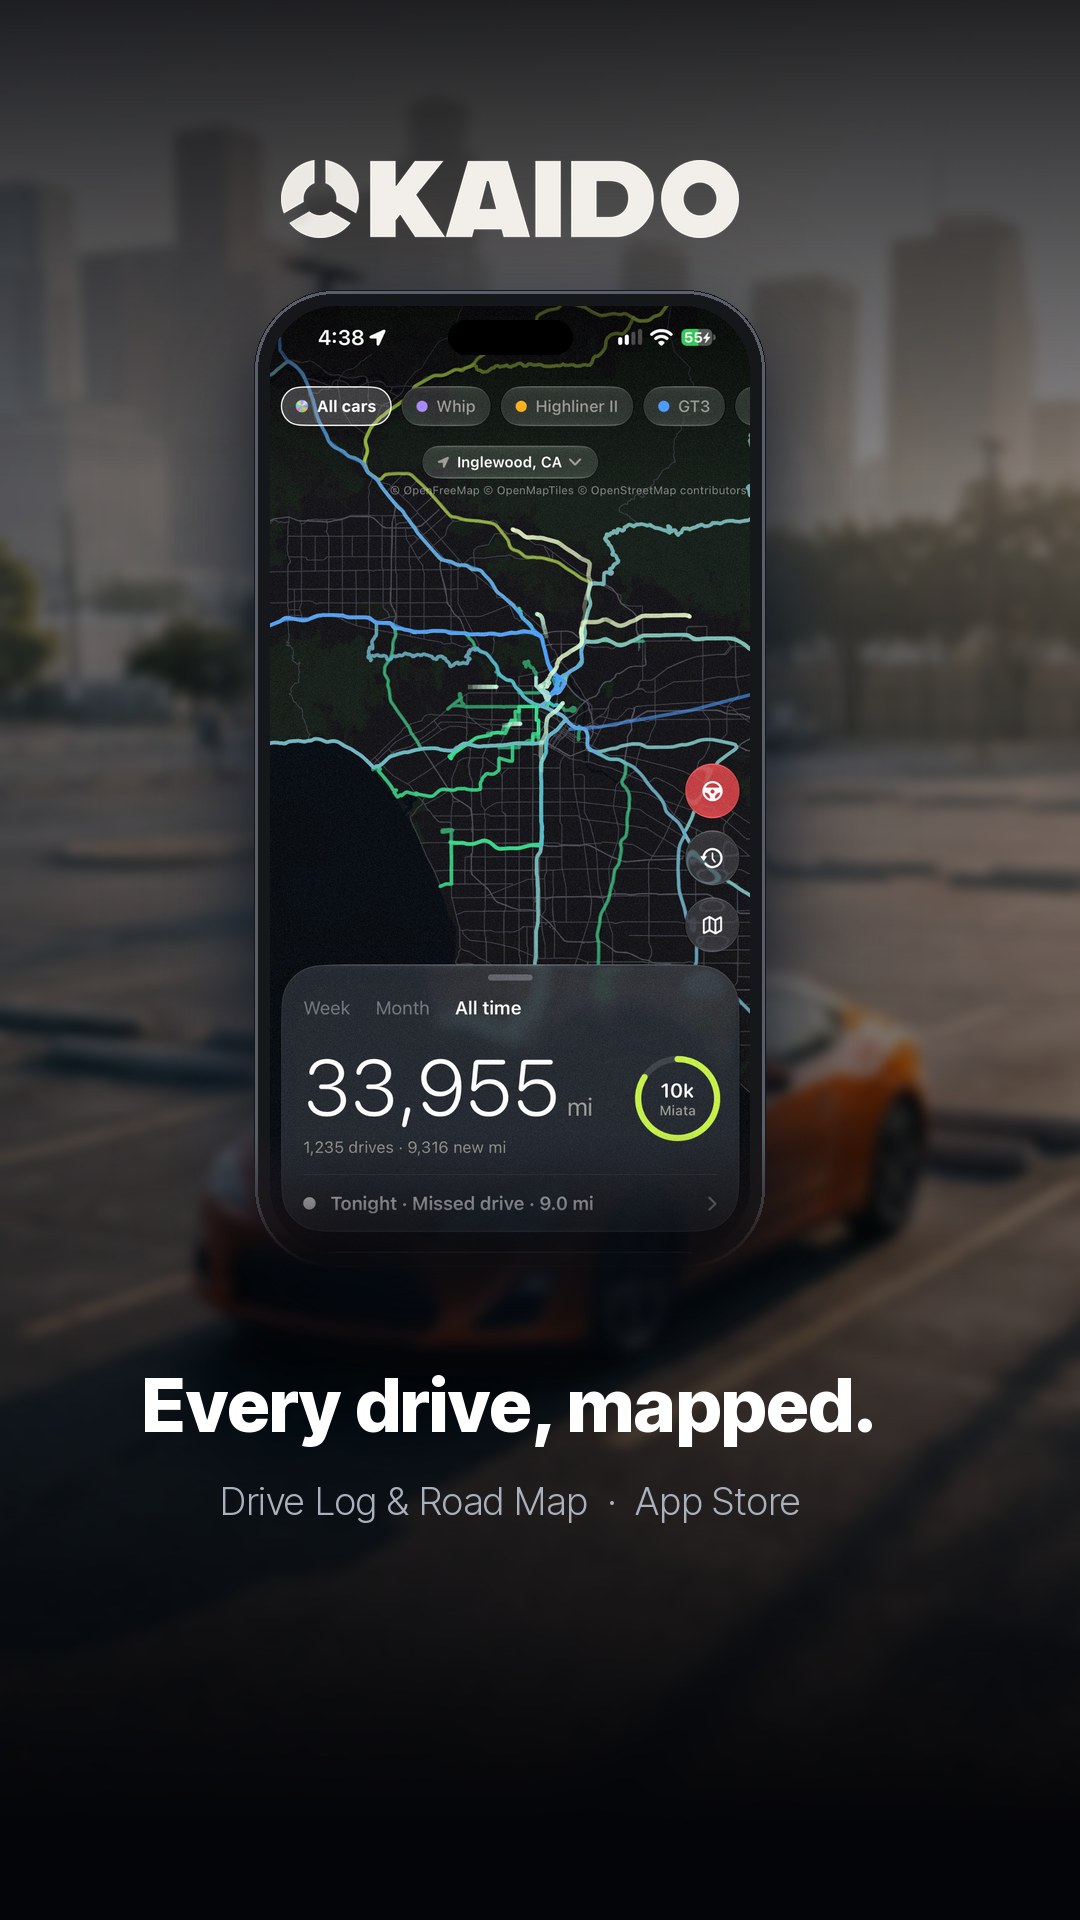 KAIDO
4:38
55
All cars
Whip
Highliner II
GT3
Inglewood, CA
© OpenFreeMap © OpenMapTiles © OpenStreetMap contributors
Week
Month
All time
33,955 mi
10k
Miata
1,235 drives · 9,316 new mi
Tonight · Missed drive · 9.0 mi
Every drive, mapped.
Drive Log & Road Map · App Store